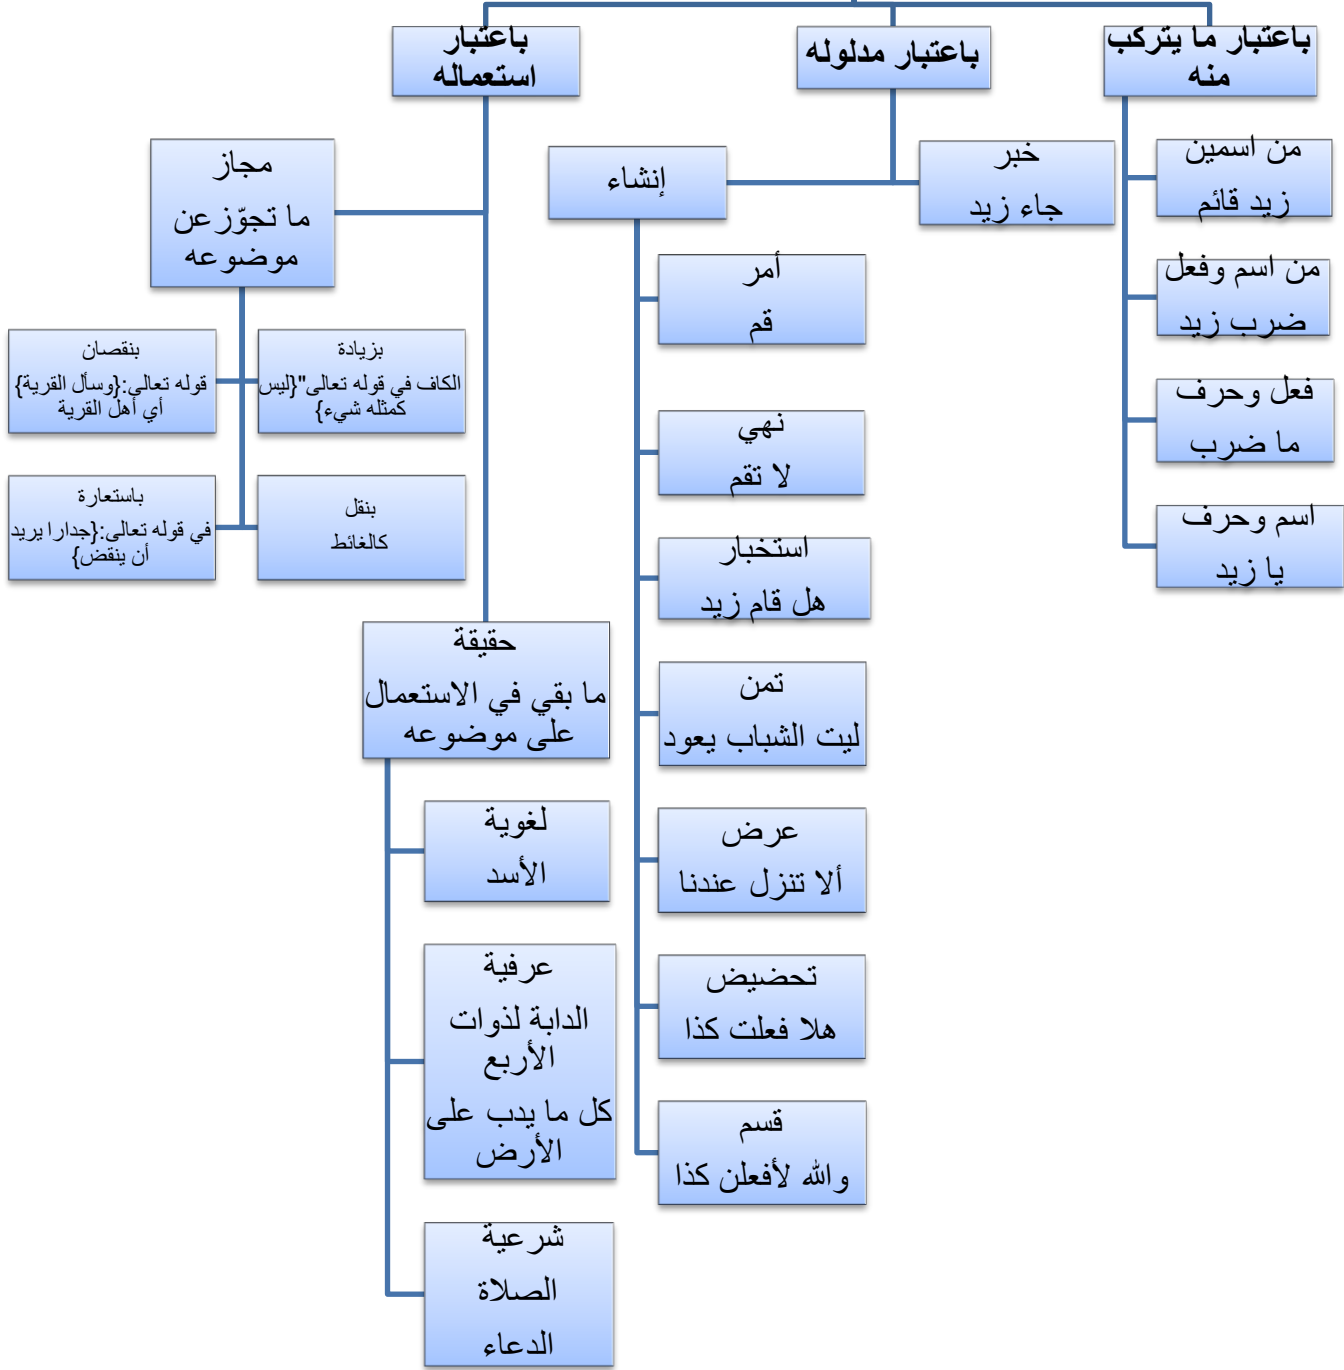 باعتبار ما يتركب
منه
من اسمين
زيد قائم
من اسم وفعل
ضرب زيد
فعل وحرف
ما ضرب
اسم وحرف
يا زيد
باعتبار مدلوله
خبر
جاء زيد
إنشاء
أمر
قم
نهي
لا تقم
استخبار
هل قام زيد
تمن
ليت الشباب يعود
عرض
ألا تنزل عندنا
تحضيض
هلا فعلت كذا
قسم
والله لأفعلن كذا
باعتبار
استعماله
مجاز
ما تجوّز عن
موضوعه
بزيادة
الكاف في قوله تعالى"{ليس
كمثله شيء}
بنقصان
قوله تعالى:{وسأل القرية}
أي أهل القرية
بنقل
كالغائط
باستعارة
في قوله تعالى:{جدارا يريد
أن ينقض}
حقيقة
ما بقي في الاستعمال
على موضوعه
لغوية
الأسد
عرفية
الدابة لذوات
الأربع
كل ما يدب على
الأرض
شرعية
الصلاة
الدعاء